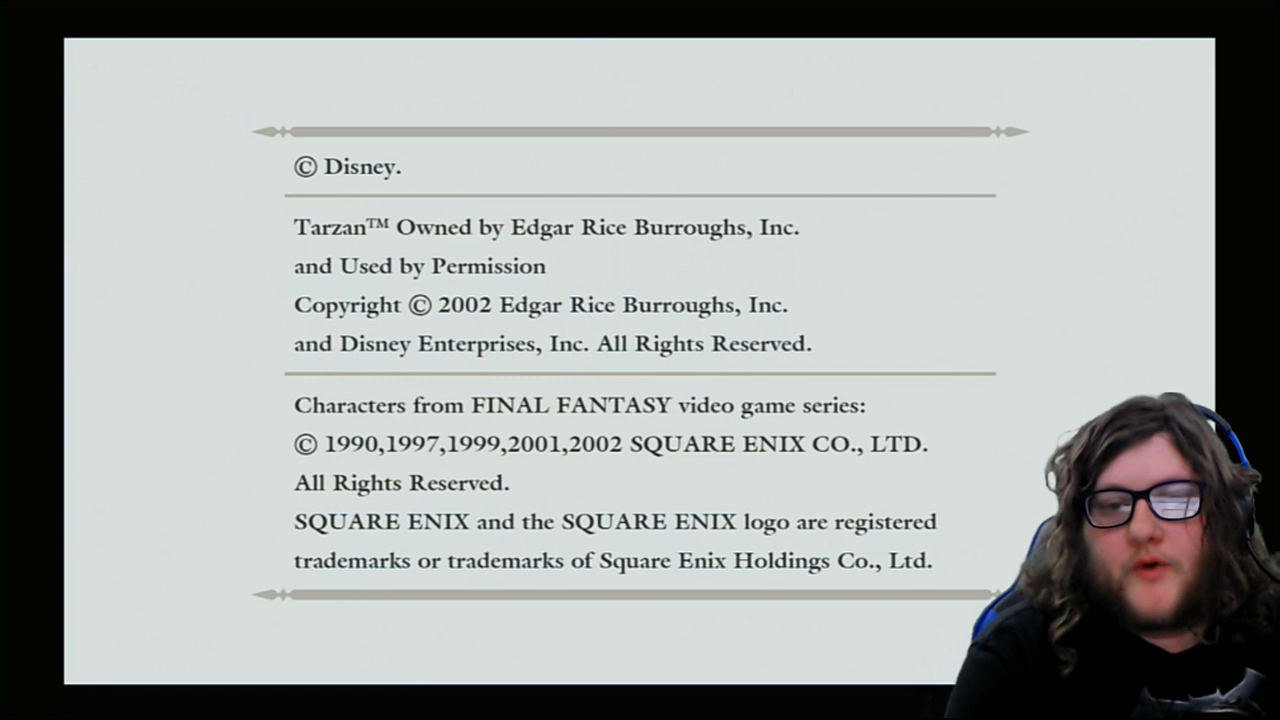 © Disney.
Tarzan™ Owned by Edgar Rice Burroughs, Inc.
and Used by Permission
Copyright © 2002 Edgar Rice Burroughs, Inc.
and Disney Enterprises, Inc. All Rights Reserved.
Characters from FINAL FANTASY video game series:
© 1990,1997,1999,2001,2002 SQUARE ENIX CO., LTD.
All Rights Reserved.
SQUARE ENIX and the SQUARE ENIX logo are registered
trademarks or trademarks of Square Enix Holdings Co., Ltd.